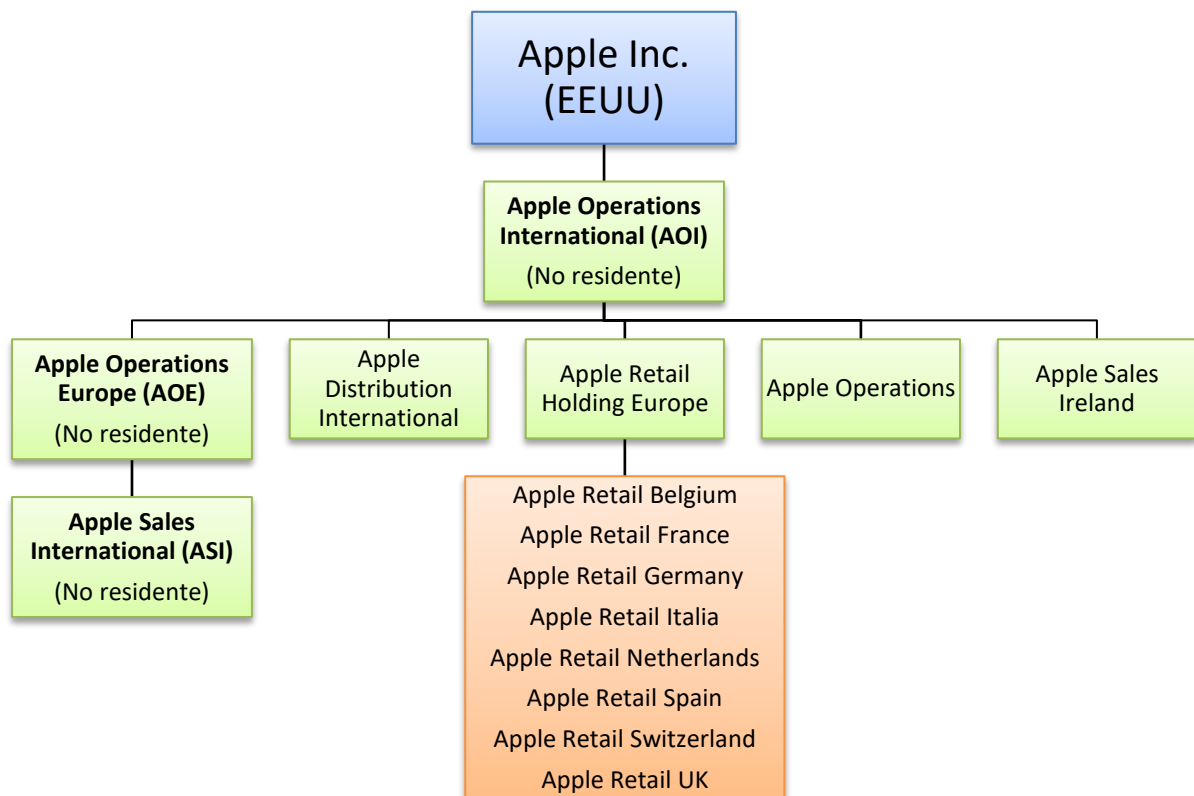 Apple Inc.
(EEUU)
Apple Operations
International (AOI)
(No residente)
Apple Operations
Europe (AOE)
(No residente)
Apple
Distribution
International
Apple Retail
Holding Europe
Apple Operations
Apple Sales
Ireland
Apple Sales
International (ASI)
(No residente)
Apple Retail Belgium
Apple Retail France
Apple Retail Germany
Apple Retail Italia
Apple Retail Netherlands
Apple Retail Spain
Apple Retail Switzerland
Apple Retail UK